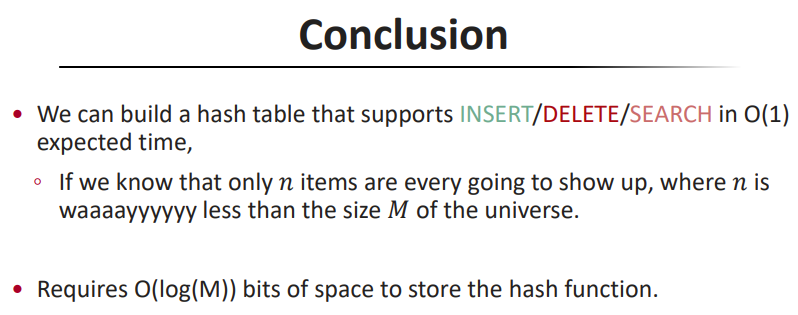 Conclusion
• We can build a hash table that supports INSERT/DELETE/SEARCH in O(1)
expected time,
◦ If we know that only n items are every going to show up, where n is
waaaayyyyyy less than the size M of the universe.
• Requires O(log(M)) bits of space to store the hash function.